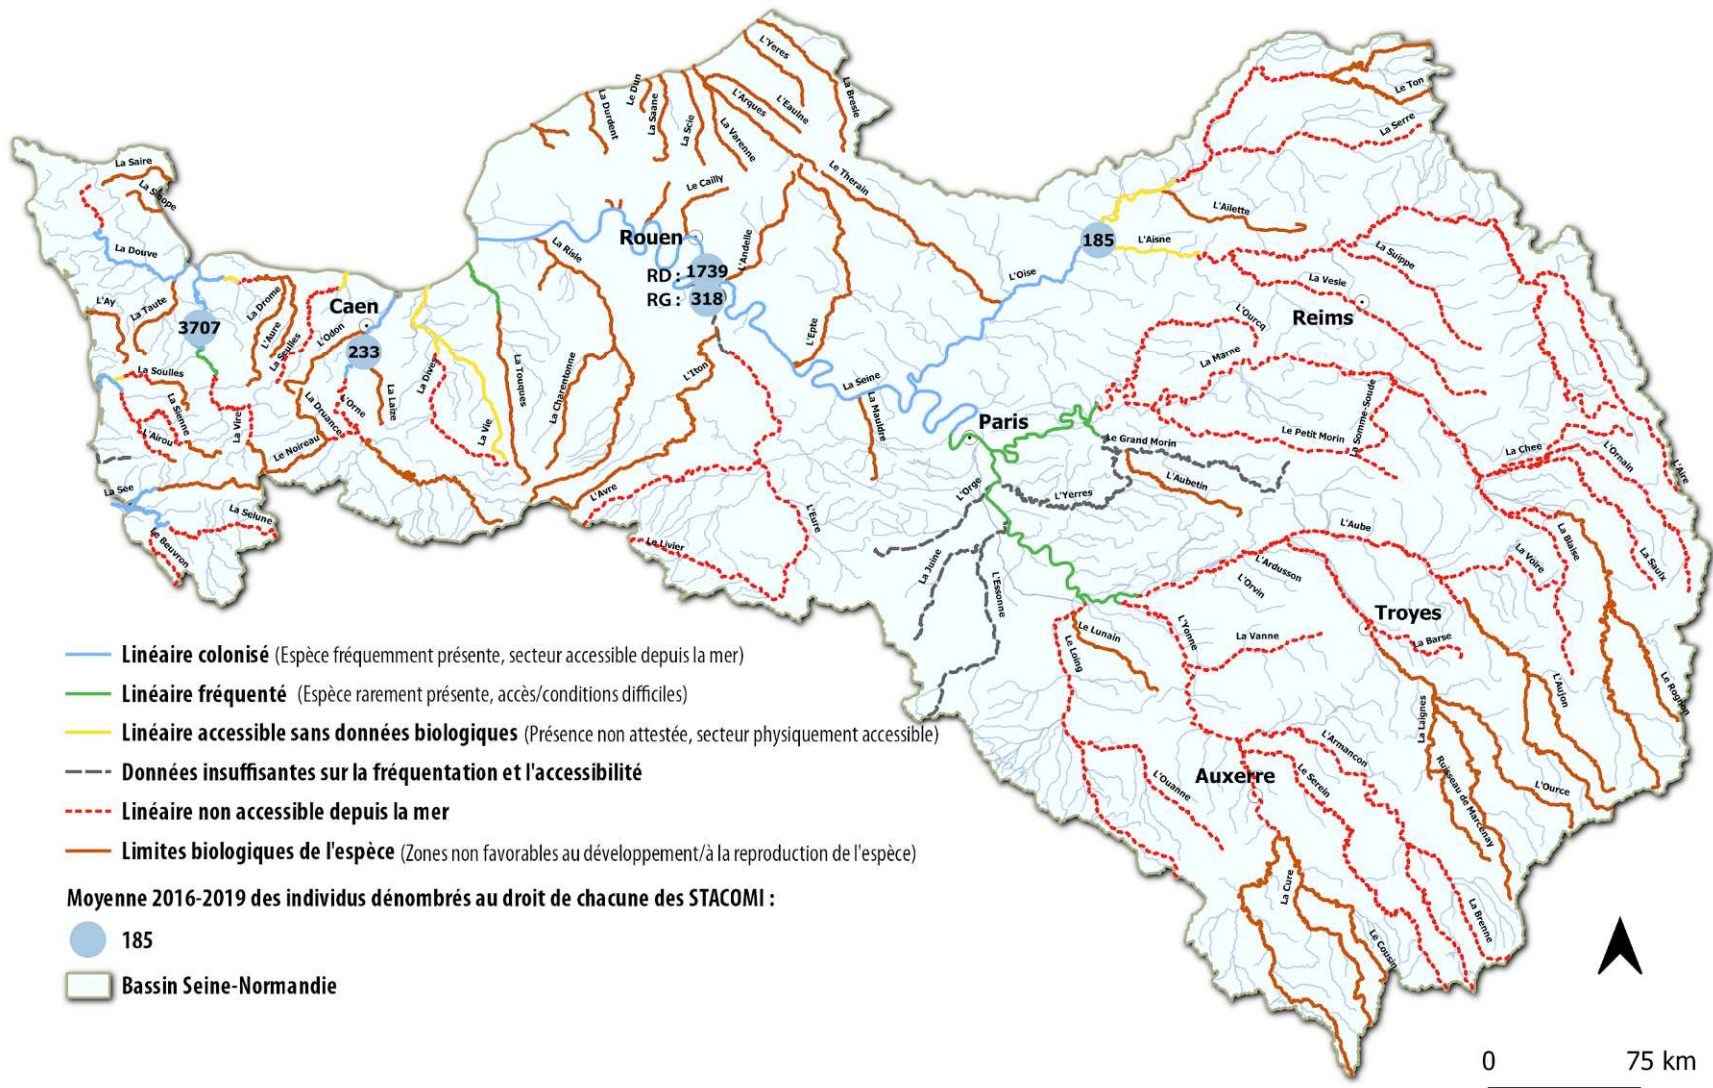 L'Yeres
La Bresle
L'Eaulne
L'Arques
La Varenne
La Scie
La Saane
Le Dun
La Durdent
Le Ton
La Serre
Le Therain
Le Cailly
La Saire
La Sinope
La Douve
L'Ay
La Taute
La Drome
L'Aure
La Seulles
L'Odon
Caen
233
3707
Rouen
RD : 1739
RG : 318
L'Andelle
La Risle
L'Epte
L'Oise
185
L'Aisne
L'Ailette
La Suippe
La Vesle
Reims
L'Ourcq
La Marne
La Somme-Soude
Le Petit Morin
Le Grand Morin
L'Aubetin
L'Yerres
L'Orge
Paris
La Seine
La Mauldre
L'Iton
La Charentonne
La Touques
La Vie
La Dives
La Laize
L'Orne
La Druance
Le Noireau
La Vire
La Soulles
La Sienne
L'Airou
La Sée
La Selune
Le Beuvron
L'Avre
L'Eure
Le Livier
La Juine
L'Essonne
La Chee
L'Ornain
L'Aire
La Saulx
La Blaise
La Voire
L'Aube
L'Ardusson
L'Orvin
Troyes
La Barse
La Vanne
L'Yonne
Le Lunain
Le Loing
L'Ouanne
Auxerre
L'Armançon
Le Serein
La Laignes
Ruisseau de Marcenay
L'Ource
L'Aujon
Le Rognon
La Brenne
La Cure
Le Cousin
Linéaire colonisé (Espèce fréquemment présente, secteur accessible depuis la mer)
Linéaire fréquenté (Espèce rarement présente, accès/conditions difficiles)
Linéaire accessible sans données biologiques (Présence non attestée, secteur physiquement accessible)
Données insuffisantes sur la fréquentation et l'accessibilité
Linéaire non accessible depuis la mer
Limites biologiques de l'espèce (Zones non favorables au développement/à la reproduction de l'espèce)
Moyenne 2016-2019 des individus dénombrés au droit de chacune des STACOMI :
185
Bassin Seine-Normandie
0 75 km